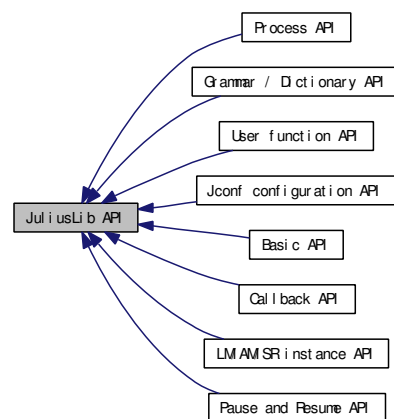 Process API
Grammar / Dictionary API
User function API
Jconf configuration API
JuliusLib API
Basic API
Callback API
LM/AM/SR instance API
Pause and Resume API